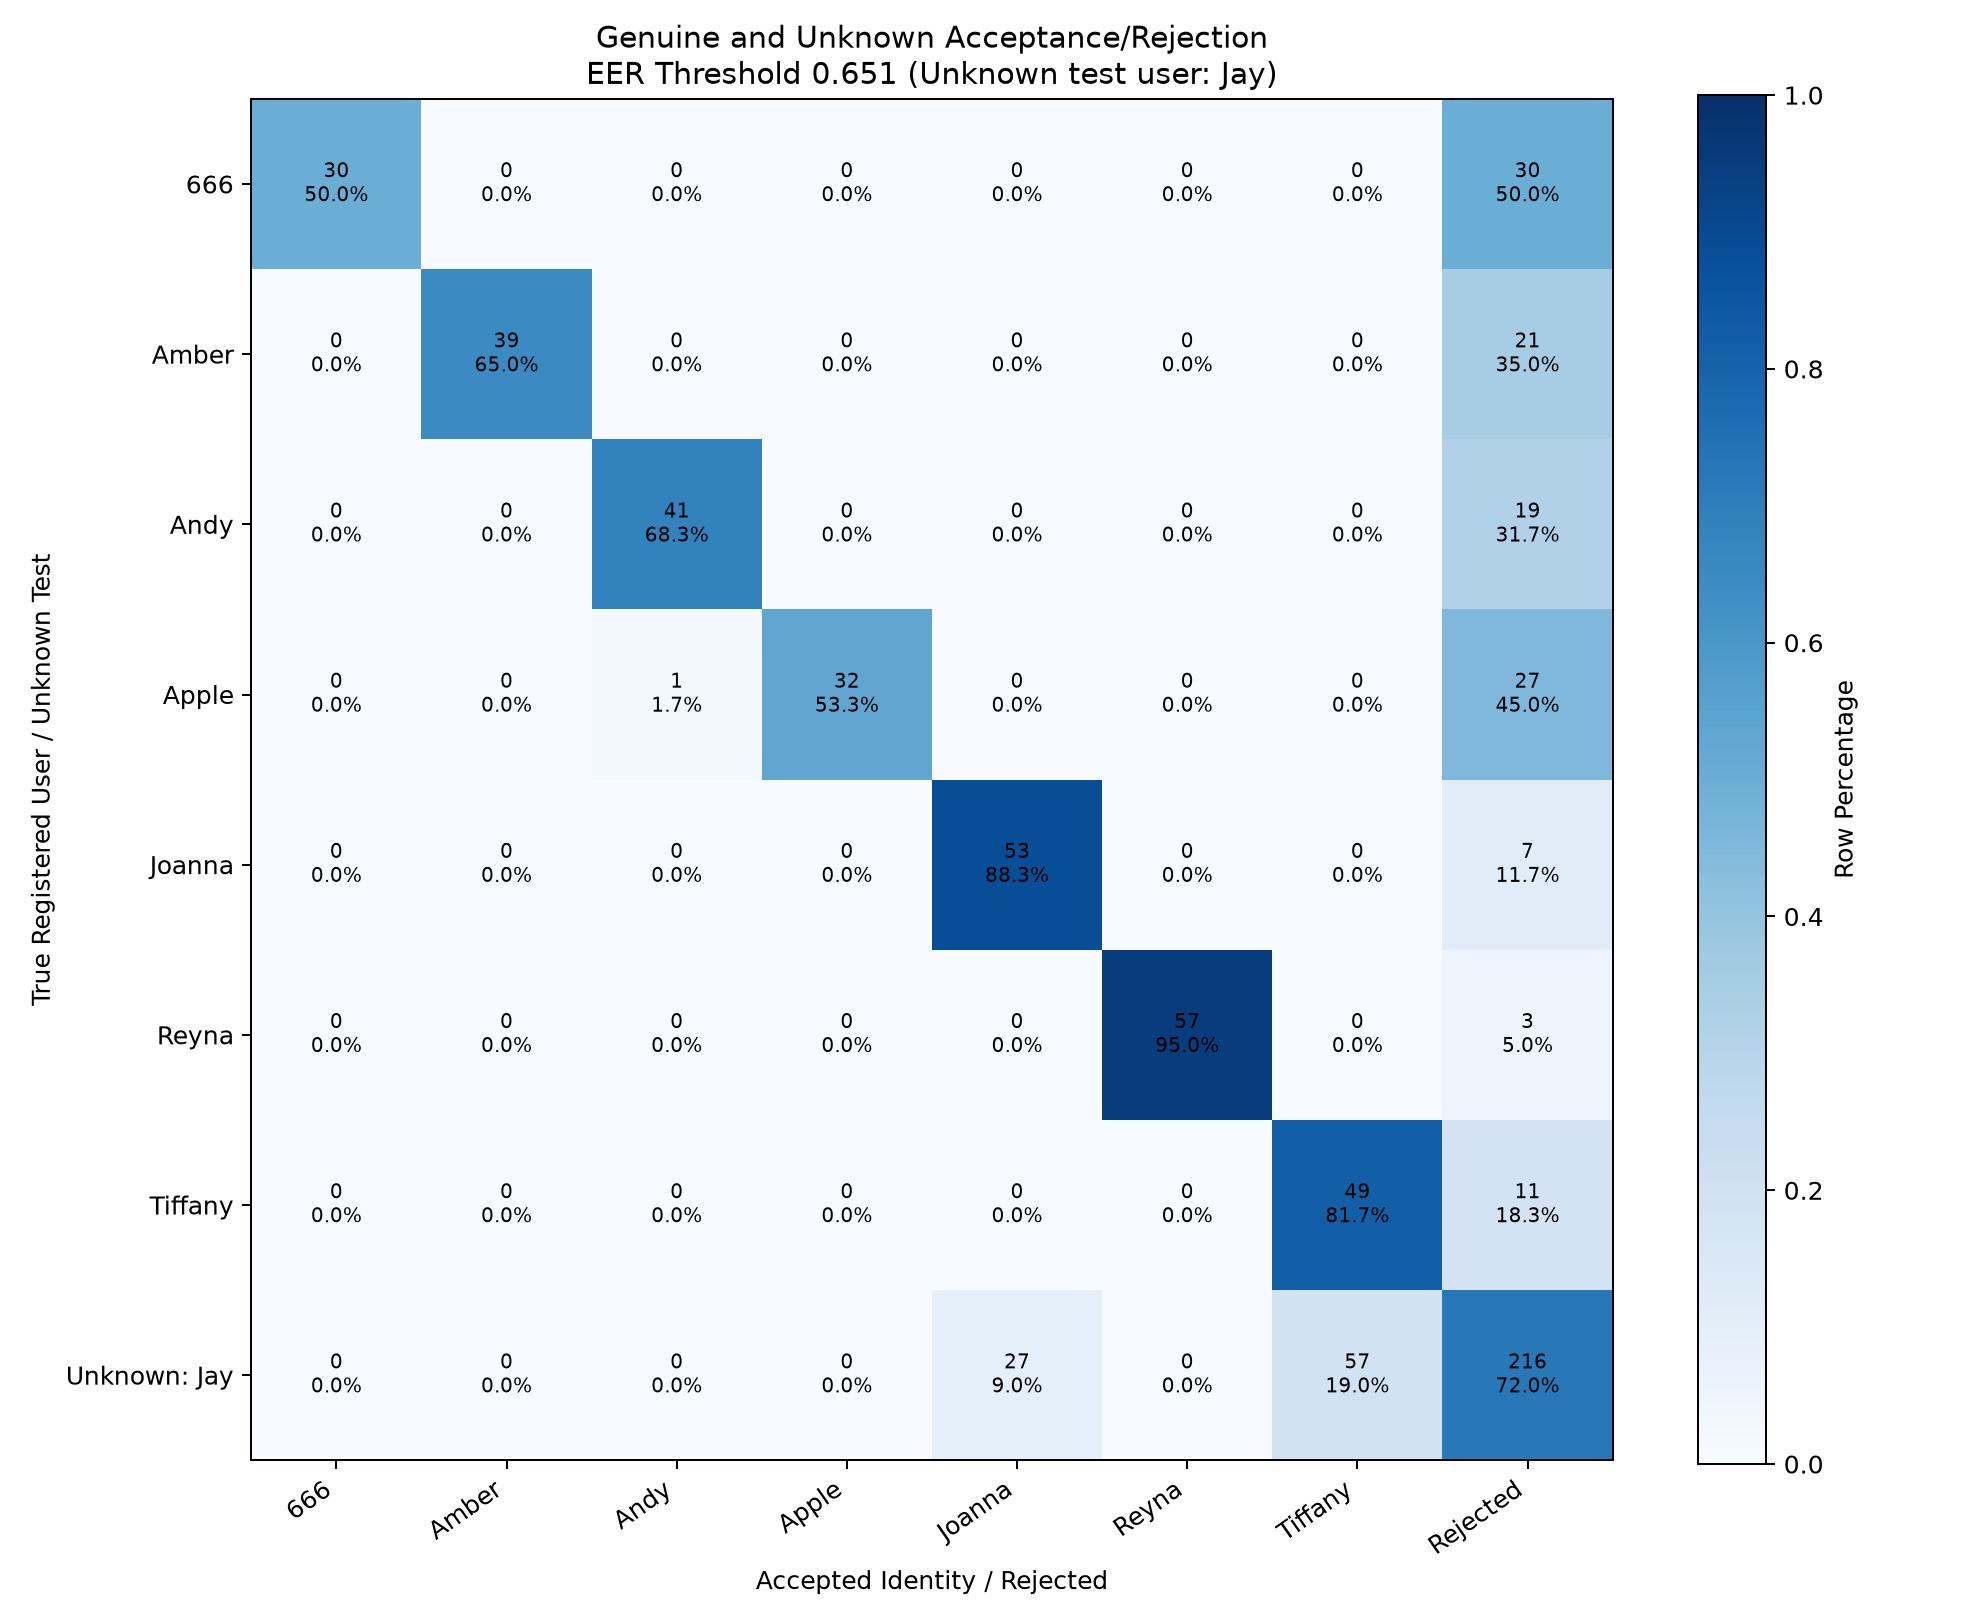 Genuine and Unknown Acceptance/Rejection
EER Threshold 0.651 (Unknown test user: Jay)
True Registered User / Unknown Test
666
30 0 0 0 0 0 0 30
50.0% 0.0% 0.0% 0.0% 0.0% 0.0% 0.0% 50.0%
Amber
0 39 0 0 0 0 0 21
0.0% 65.0% 0.0% 0.0% 0.0% 0.0% 0.0% 35.0%
Andy
0 0 41 0 0 0 0 19
0.0% 0.0% 68.3% 0.0% 0.0% 0.0% 0.0% 31.7%
Apple
0 0 1 32 0 0 0 27
0.0% 0.0% 1.7% 53.3% 0.0% 0.0% 0.0% 45.0%
Joanna
0 0 0 0 53 0 0 7
0.0% 0.0% 0.0% 0.0% 88.3% 0.0% 0.0% 11.7%
Reyna
0 0 0 0 0 57 0 3
0.0% 0.0% 0.0% 0.0% 0.0% 95.0% 0.0% 5.0%
Tiffany
0 0 0 0 0 0 49 11
0.0% 0.0% 0.0% 0.0% 0.0% 0.0% 81.7% 18.3%
Unknown: Jay
0 0 0 0 27 0 57 216
0.0% 0.0% 0.0% 0.0% 9.0% 0.0% 19.0% 72.0%
666 Amber Andy Apple Joanna Reyna Tiffany Rejected
Accepted Identity / Rejected
1.0
0.8
0.6
0.4
0.2
0.0
Row Percentage